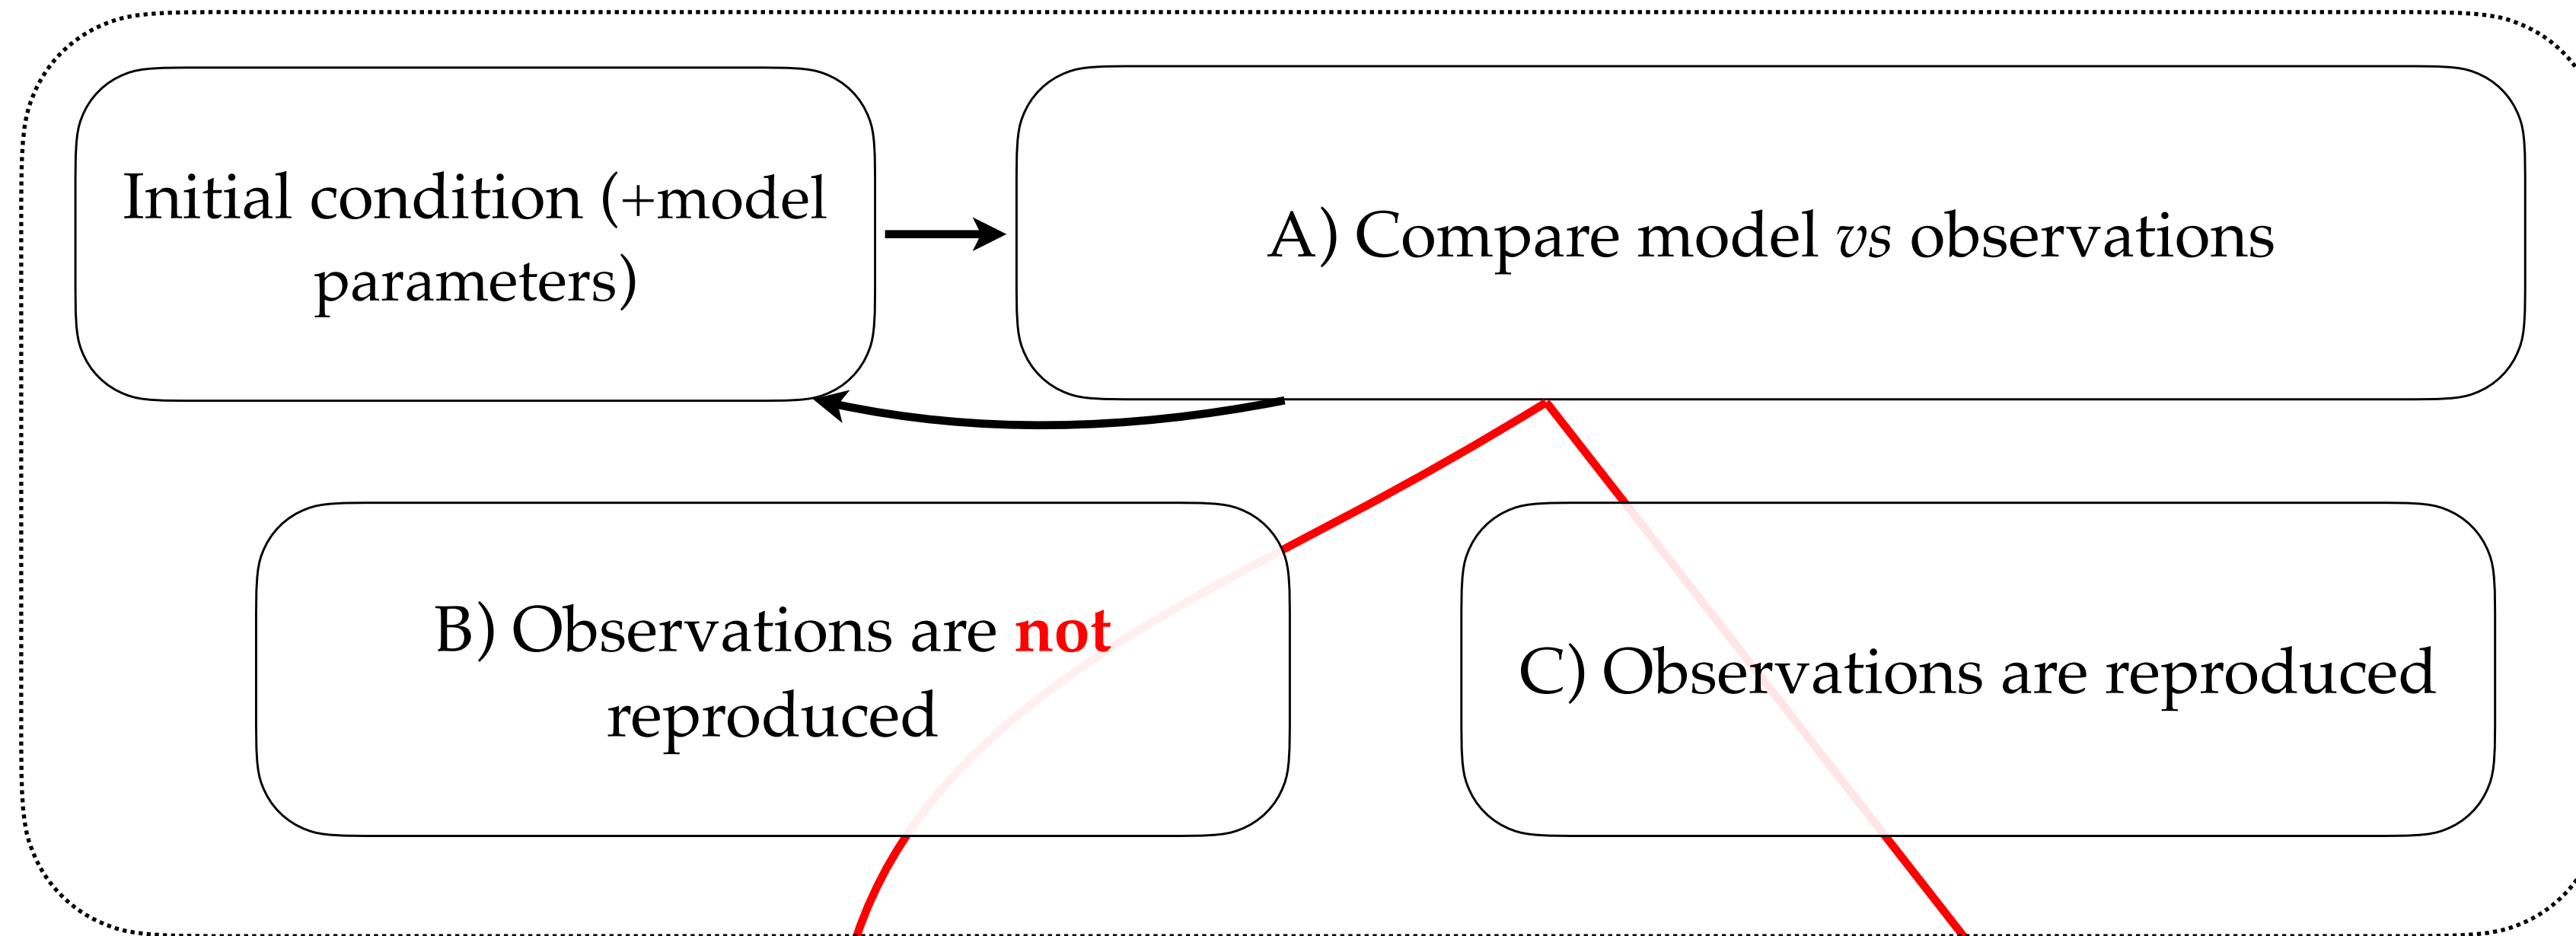 Initial condition (+model
parameters)
A) Compare model vs observations
B) Observations are not
reproduced
C) Observations are reproduced